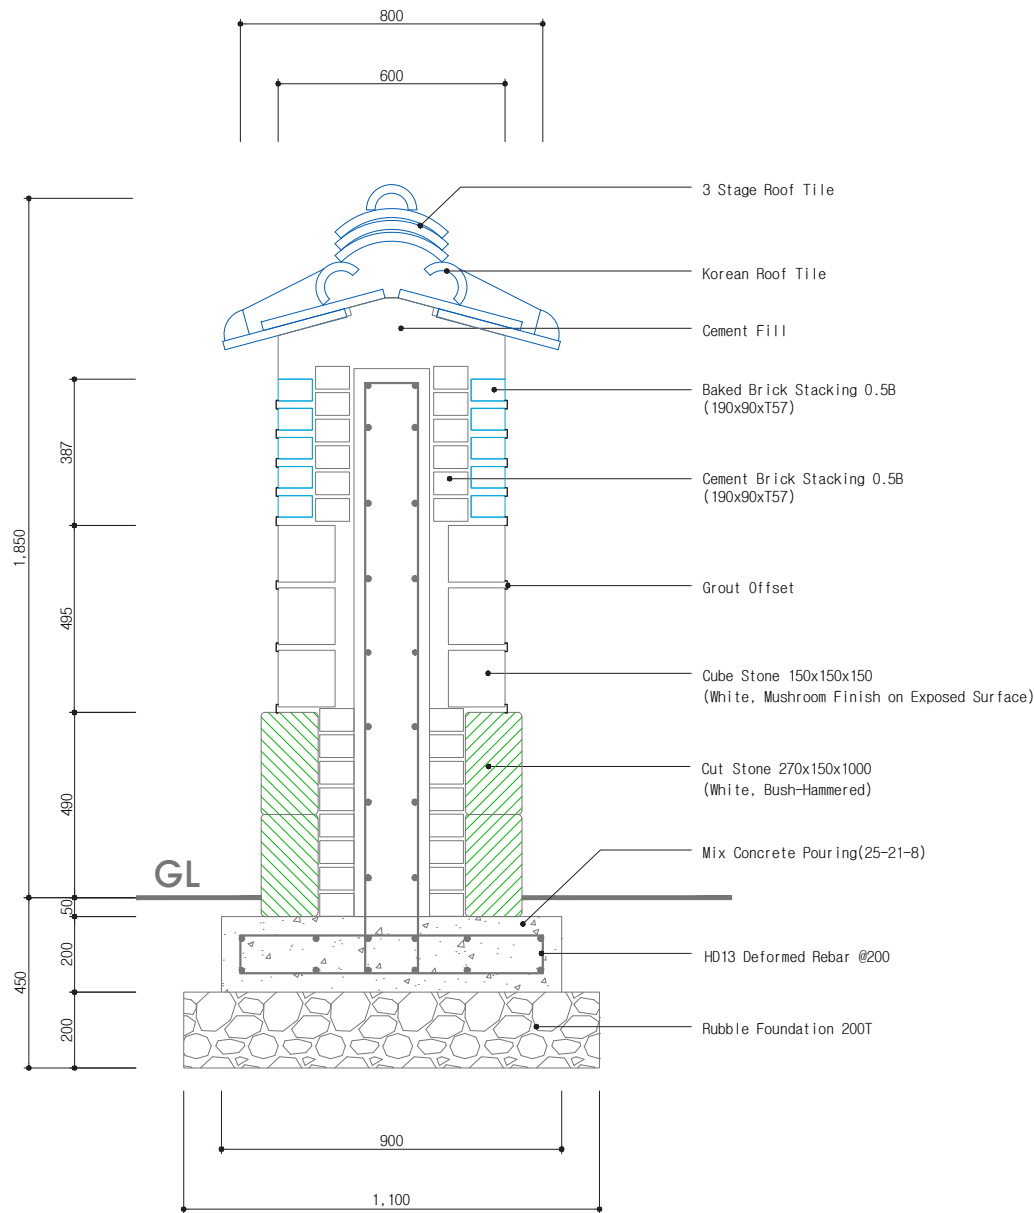 800
600
3 Stage Roof Tile
Korean Roof Tile
Cement Fill
Baked Brick Stacking 0.5B
(190x90xT57)
387
Cement Brick Stacking 0.5B
(190x90xT57)
1,850
Grout Offset
495
Cube Stone 150x150x150
(White, Mushroom Finish on Exposed Surface)
Cut Stone 270x150x1000
(White, Bush-Hammered)
490
Mix Concrete Pouring(25-21-8)
GL
50
200
HD13 Deformed Rebar @200
450
200
Rubble Foundation 200T
900
1,100